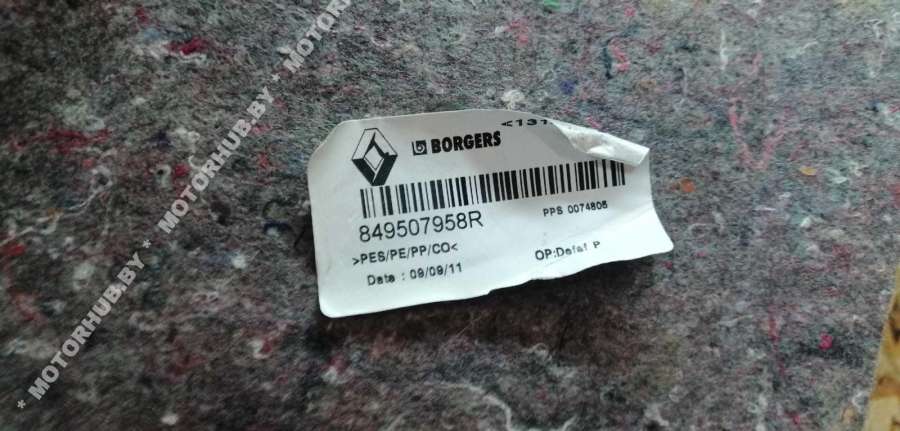 BORGERS
849507958R
PPS 0074805
>PES/PE/PP/CO<
OP:Defaf P
Date : 09/09/11
* MOTORHUB.BY * MOTORHUB.BY * MOTORHUB.BY *